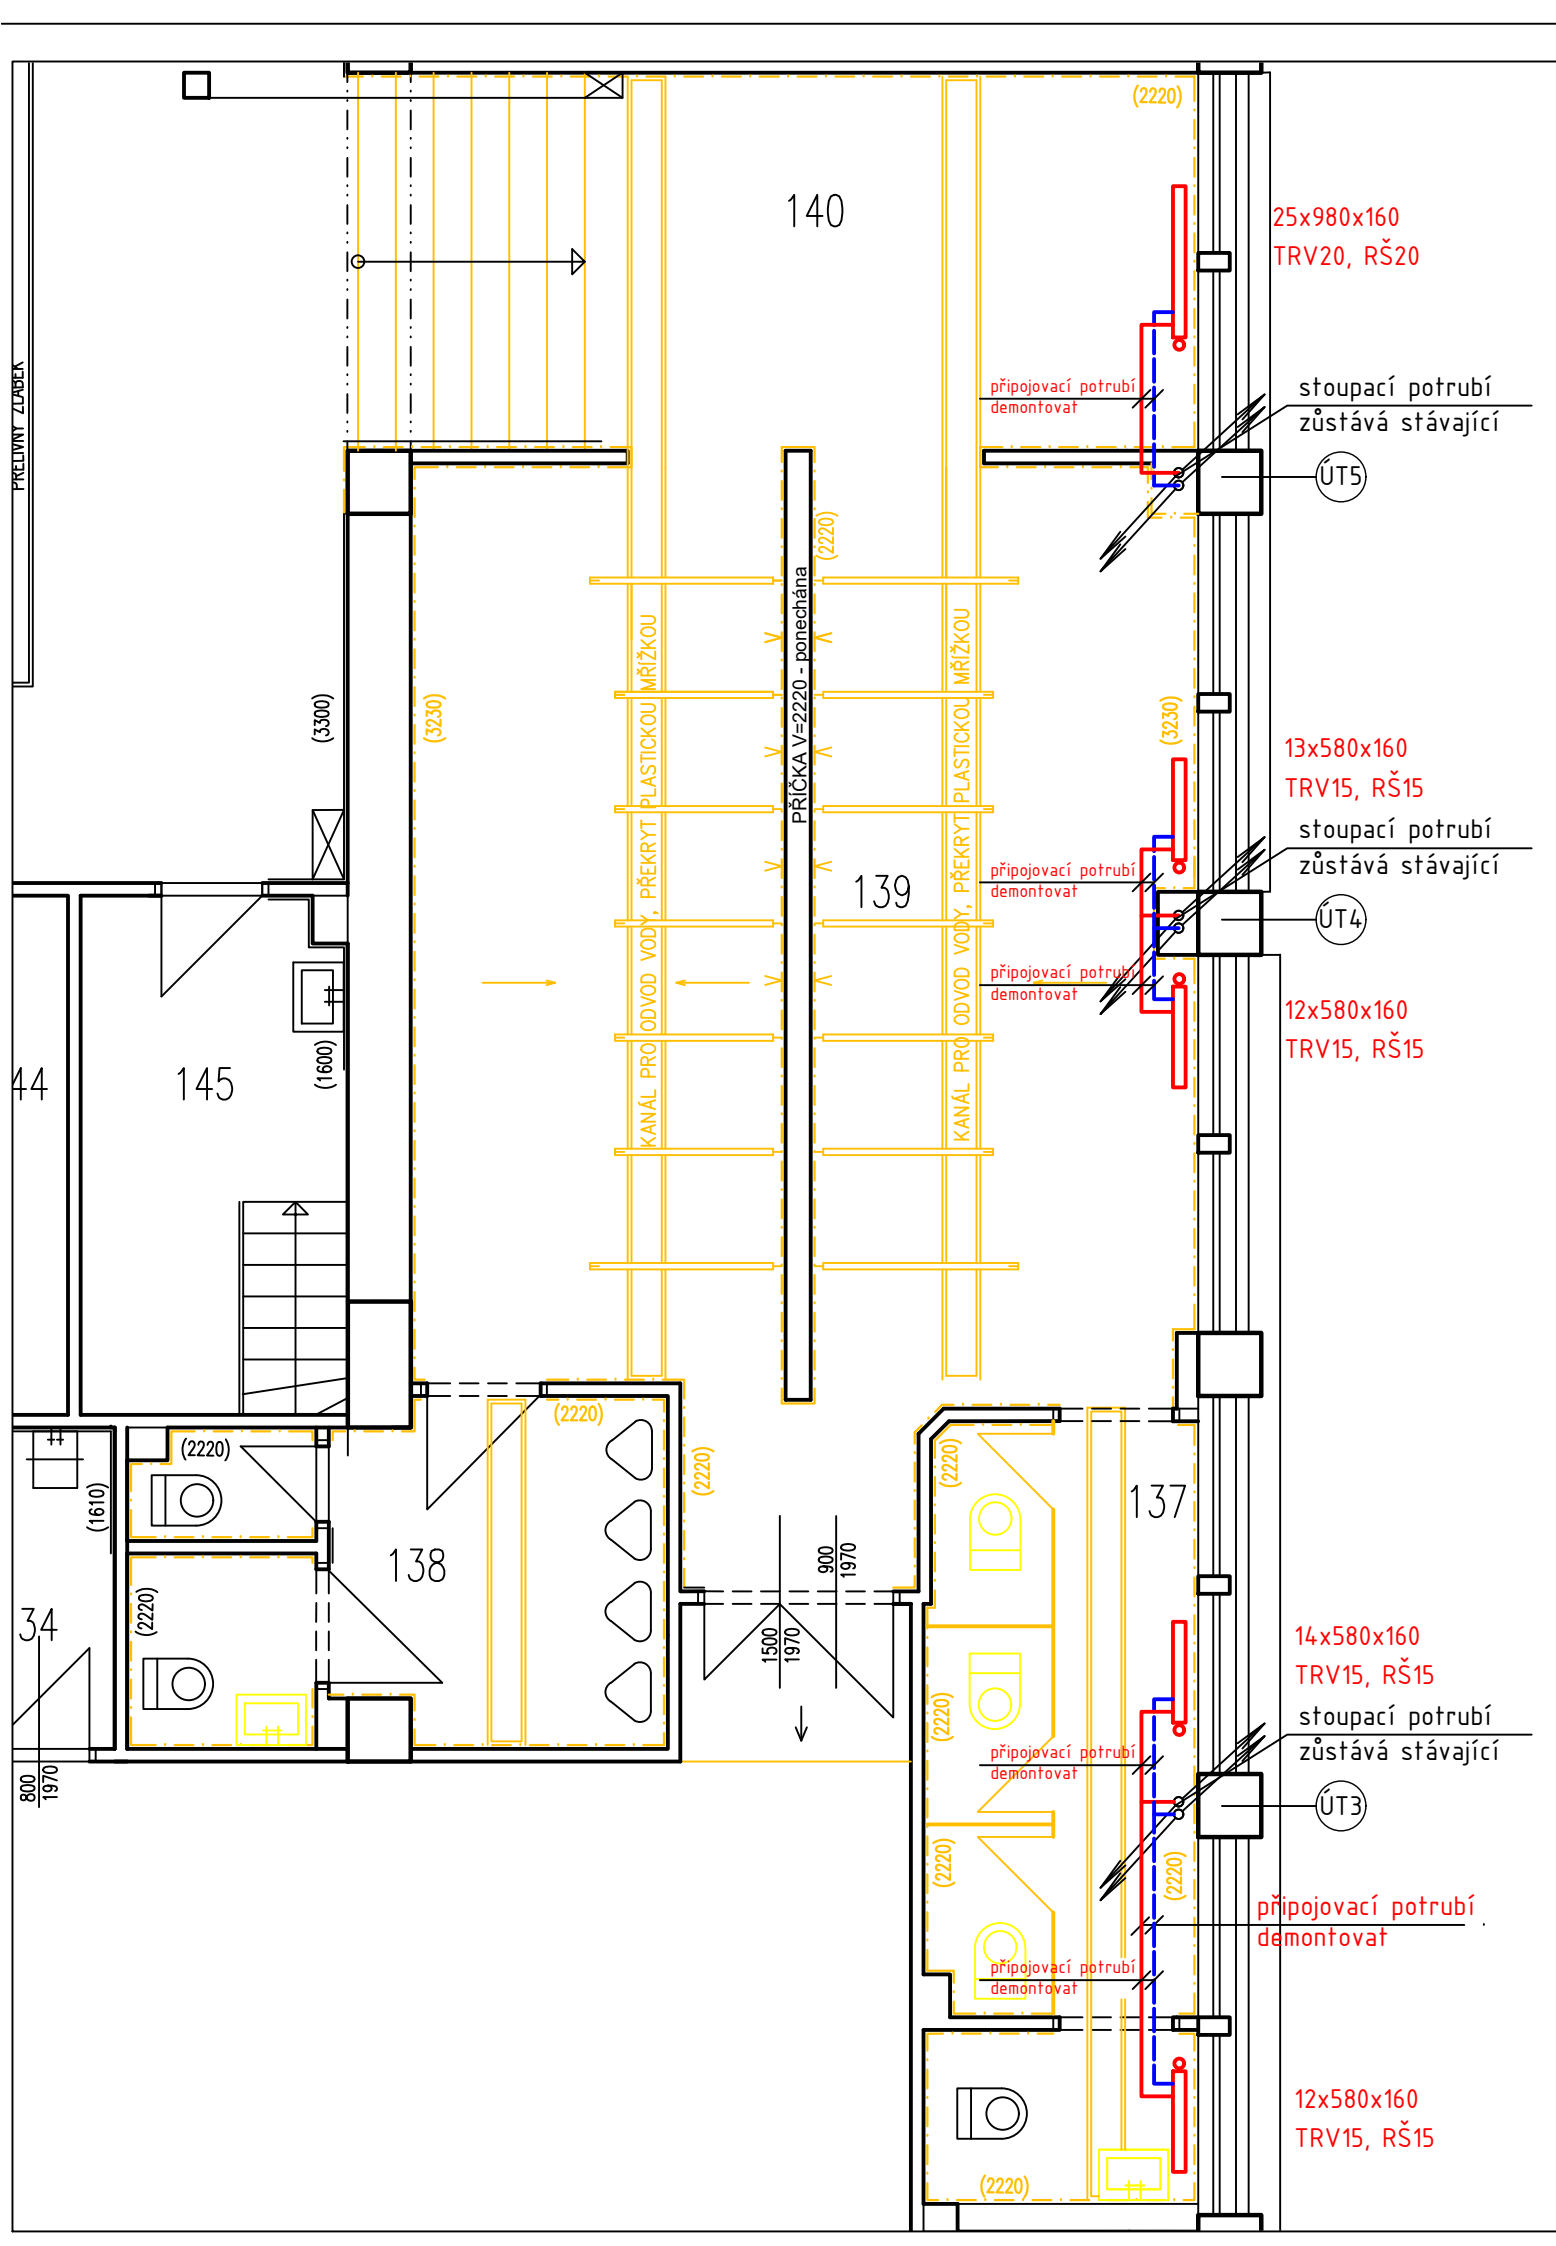 (2220)
140
25x980x160
TRV20, RŠ20
PŘELIVNÝ ŽLÁBEK
připojovací potrubí
demontovat
stoupací potrubí
zůstává stávající
ÚT5
(2220)
PŘÍČKA V=2220 - ponechána
KANÁL PRO ODVOD VODY, PŘEKRYT PLASTICKOU MŘÍŽKOU
KANÁL PRO ODVOD VODY, PŘEKRYT PLASTICKOU MŘÍŽKOU
(3300)
(3230)
(3230)
13x580x160
TRV15, RŠ15
stoupací potrubí
zůstává stávající
připojovací potrubí
demontovat
139
ÚT4
připojovací potrubí
demontovat
12x580x160
TRV15, RŠ15
44
145
(1600)
(2220)
(2220)
(2220)
(2220)
(1610)
137
138
(2220)
34
900
1970
1500
1970
800
1970
14x580x160
TRV15, RŠ15
(2220)
stoupací potrubí
zůstává stávající
připojovací potrubí
demontovat
ÚT3
(2220)
(2220)
připojovací potrubí
demontovat
připojovací potrubí
demontovat
12x580x160
TRV15, RŠ15
(2220)